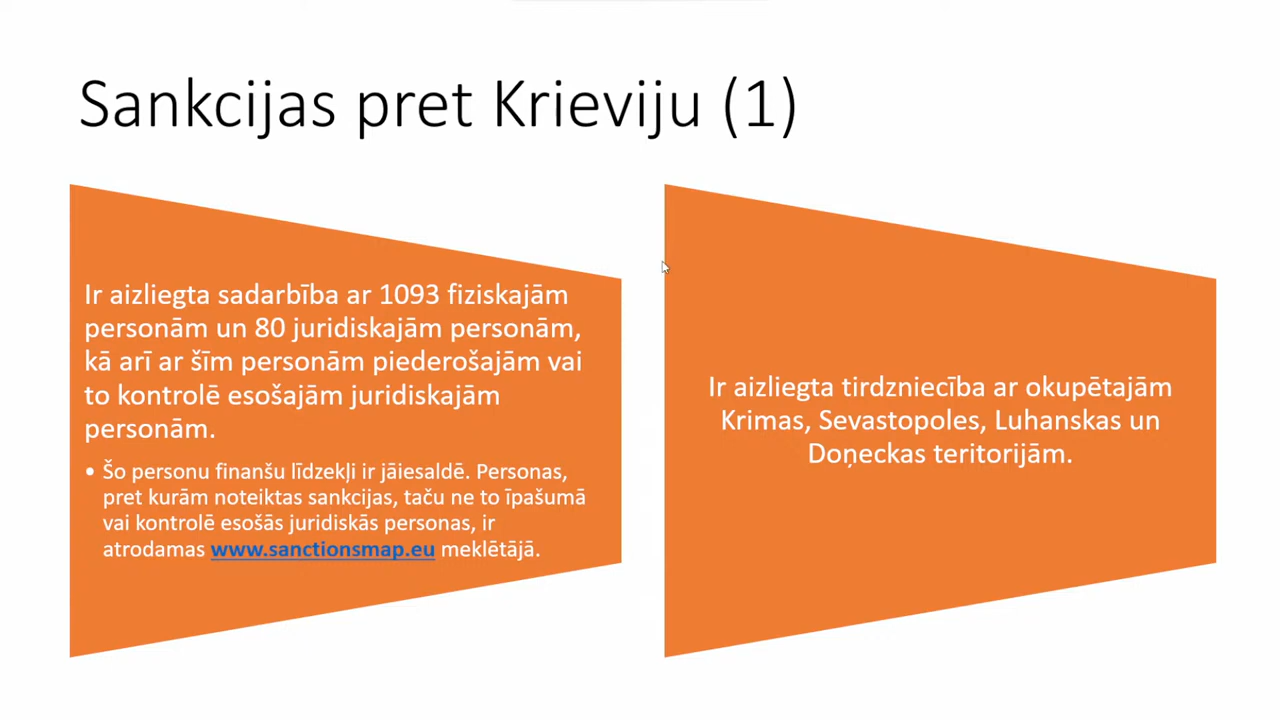 Sankcijas pret Krieviju (1)
Ir aizliegta sadarbība ar 1093 fiziskajām
personām un 80 juridiskajām personām,
kā arī ar šīm personām piederošajām vai
to kontrolē esošajām juridiskajām
personām.
• Šo personu finanšu līdzekļi ir jāiesaldē. Personas,
pret kurām noteiktas sankcijas, taču ne to īpašumā
vai kontrolē esošās juridiskās personas, ir
atrodamas www.sanctionsmap.eu meklētājā.
Ir aizliegta tirdzniecība ar okupētajām
Krimas, Sevastopoles, Luhanskas un
Doņeckas teritorijām.